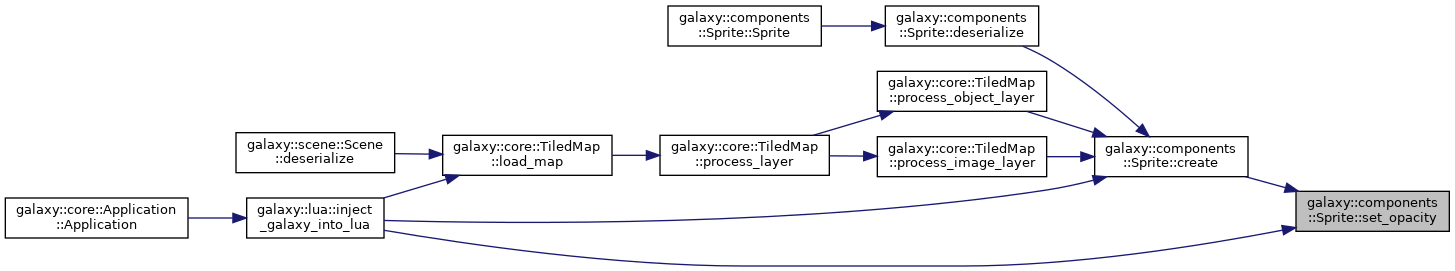 galaxy::components
::Sprite::Sprite
galaxy::components
::Sprite::deserialize
galaxy::core::TiledMap
::process_object_layer
galaxy::scene::Scene
::deserialize
galaxy::core::TiledMap
::load_map
galaxy::core::TiledMap
::process_layer
galaxy::core::TiledMap
::process_image_layer
galaxy::components
::Sprite::create
galaxy::core::Application
::Application
galaxy::lua::inject
_galaxy_into_lua
galaxy::components
::Sprite::set_opacity